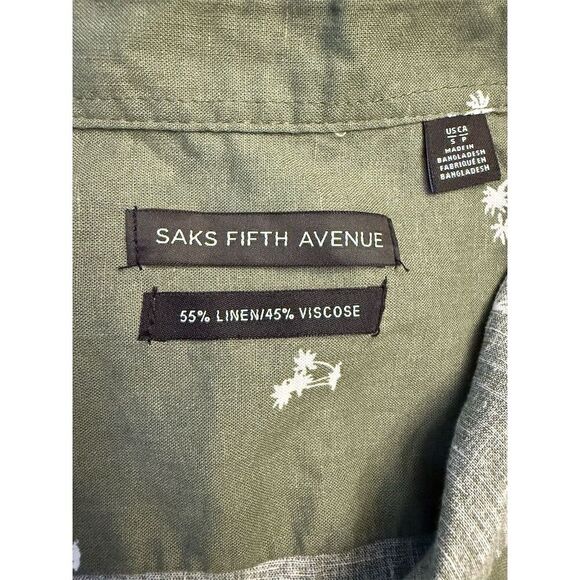 US CA
S P
MADE IN
BANGLADESH
FABRIQUÉ EN
BANGLADESH
SAKS FIFTH AVENUE
55% LINEN/45% VISCOSE